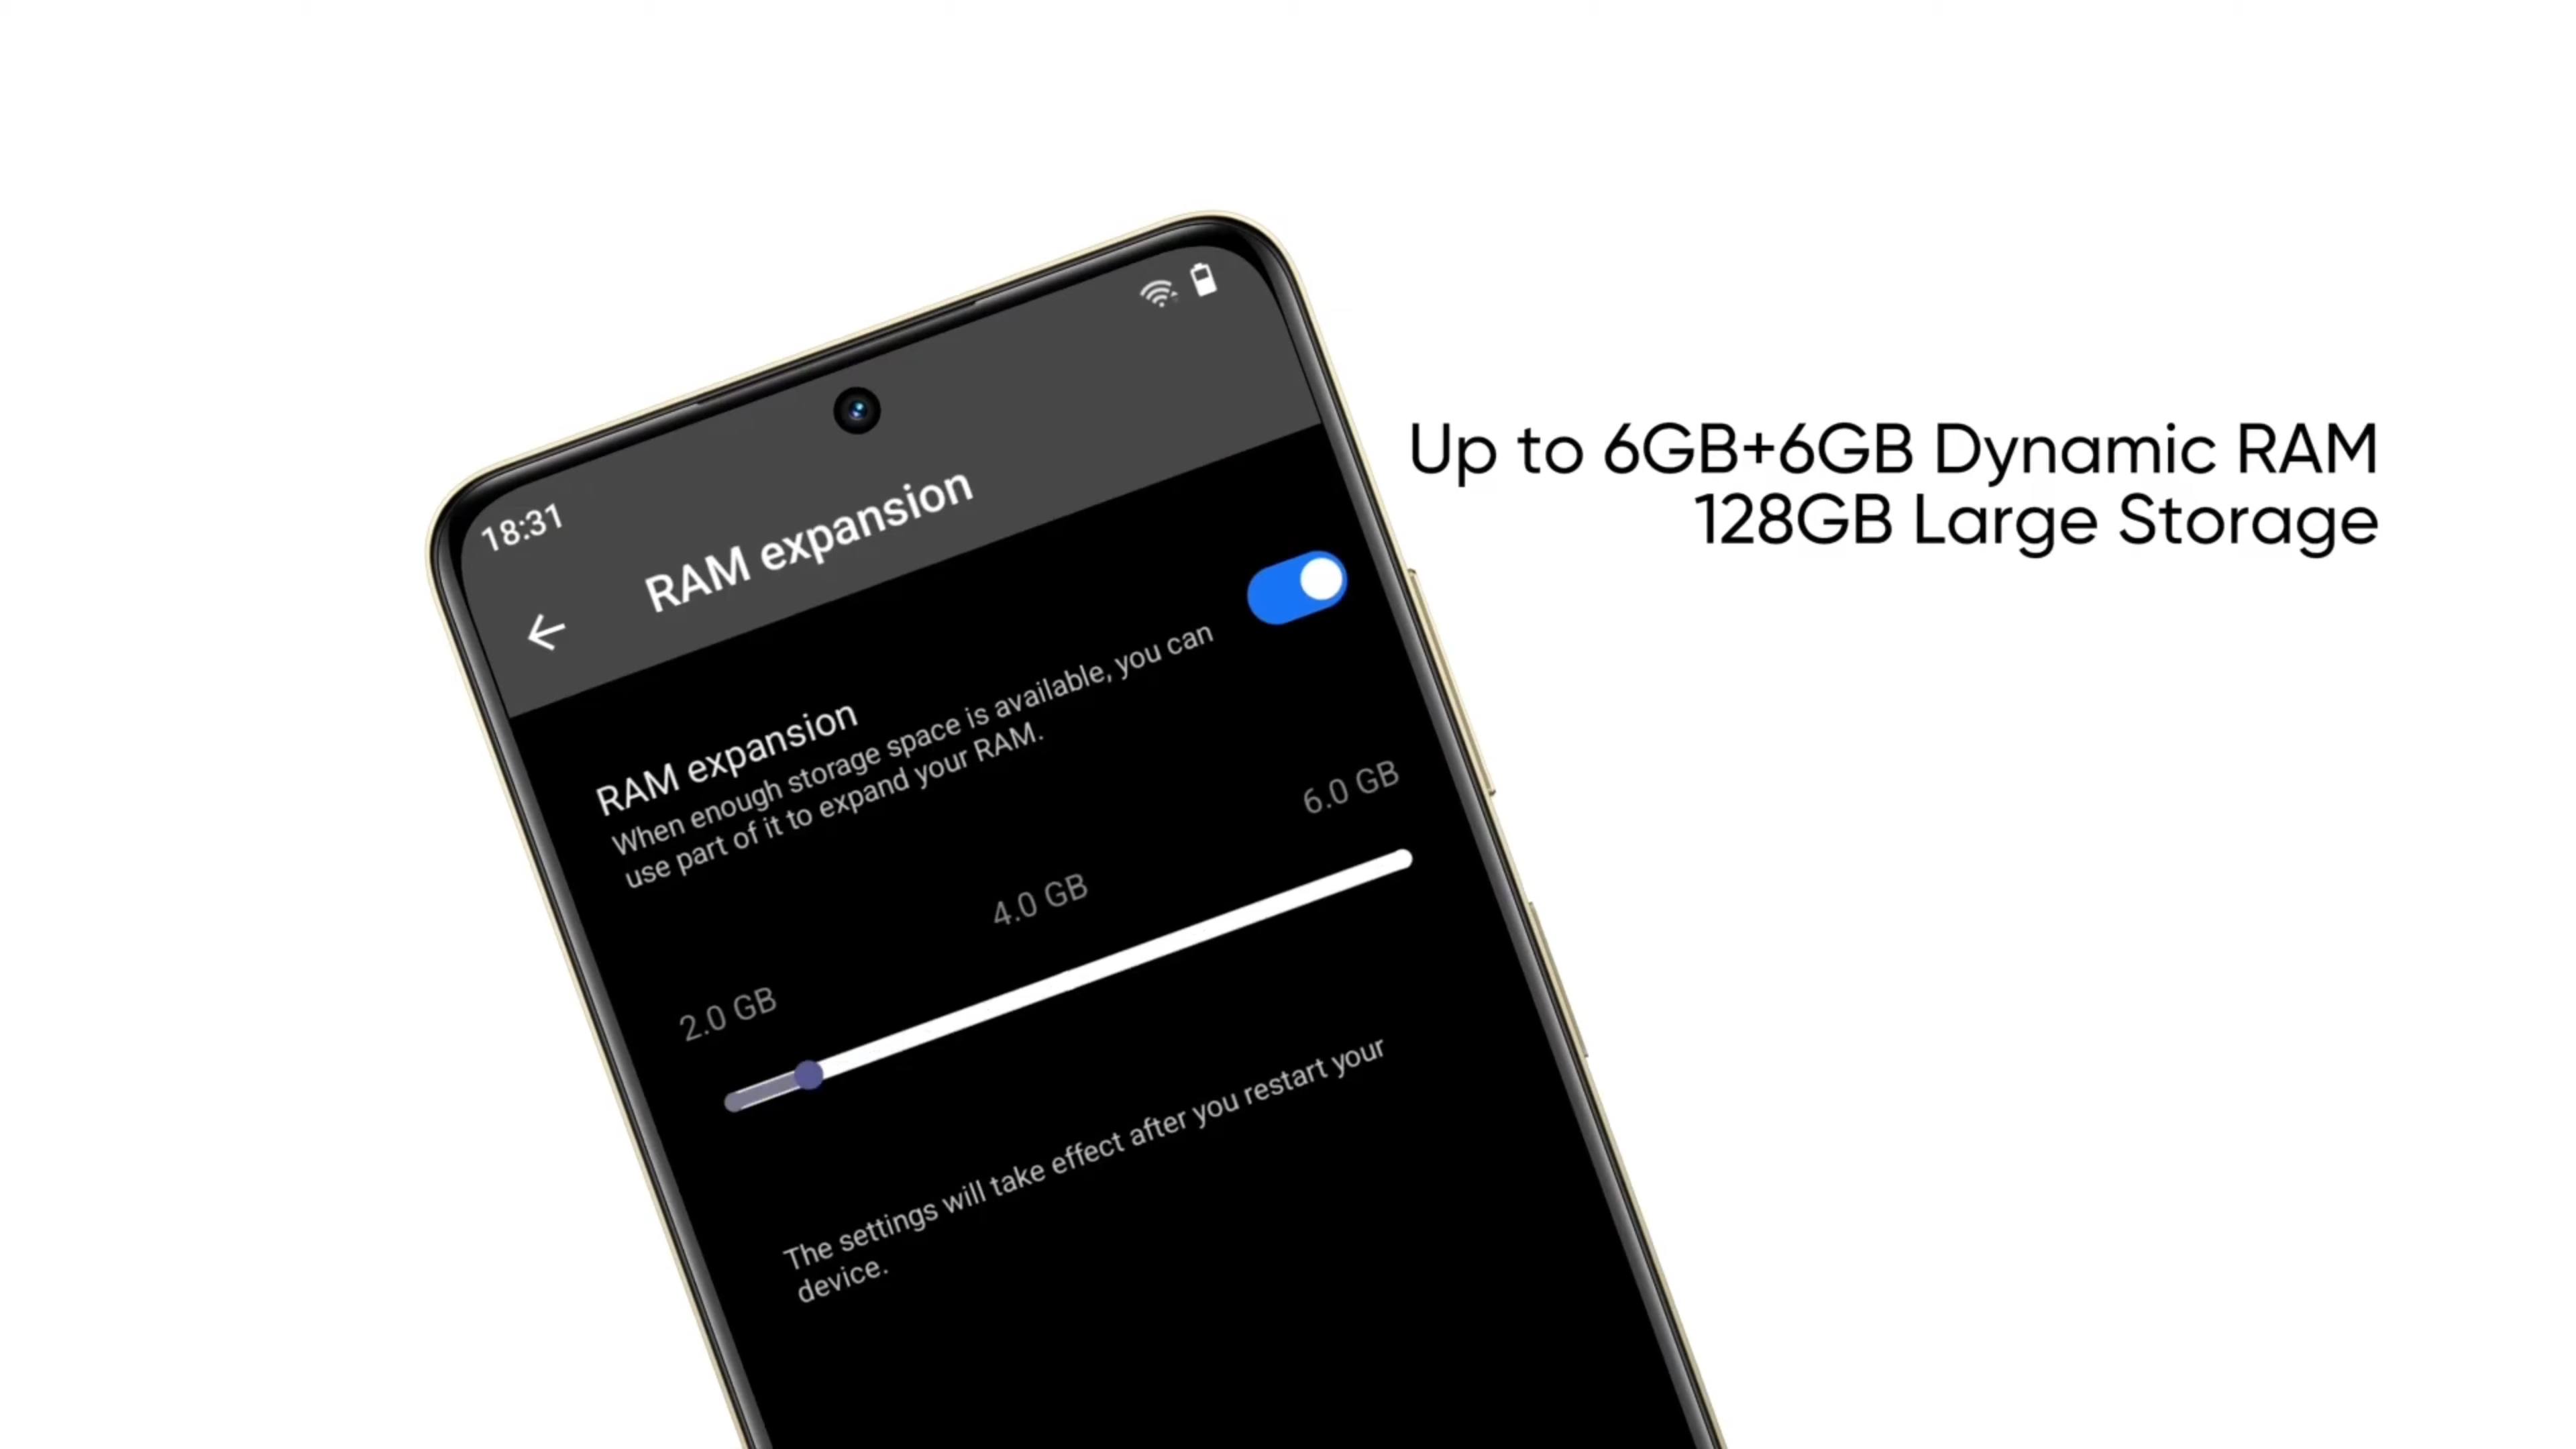 18:31
RAM expansion
RAM expansion
When enough storage space is available, you can
use part of it to expand your RAM.
2.0 GB
4.0 GB
6.0 GB
The settings will take effect after you restart your
device.
Up to 6GB+6GB Dynamic RAM
128GB Large Storage